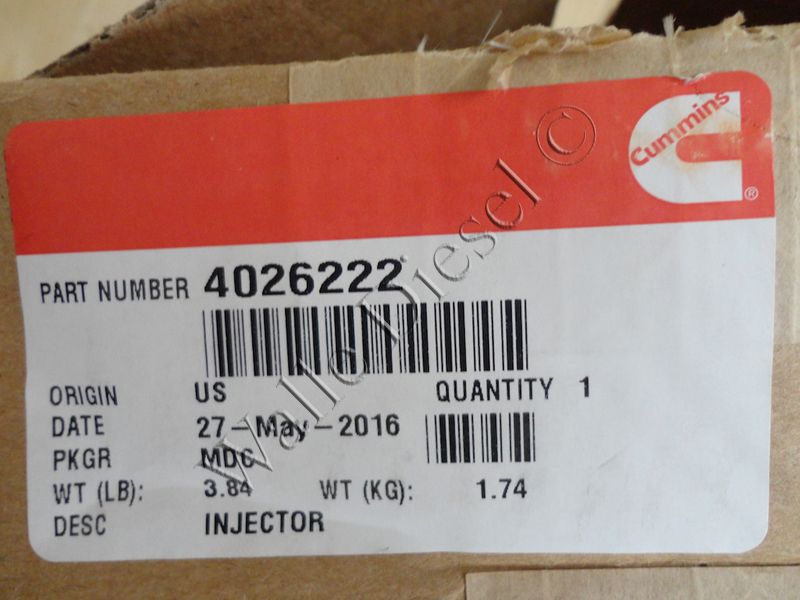 Cummins
®
PART NUMBER 4026222
ORIGIN US QUANTITY 1
DATE 27-May-2016
PKGR MDC
WT (LB): 3.84 WT (KG): 1.74
DESC INJECTOR
Walle Diesel ©